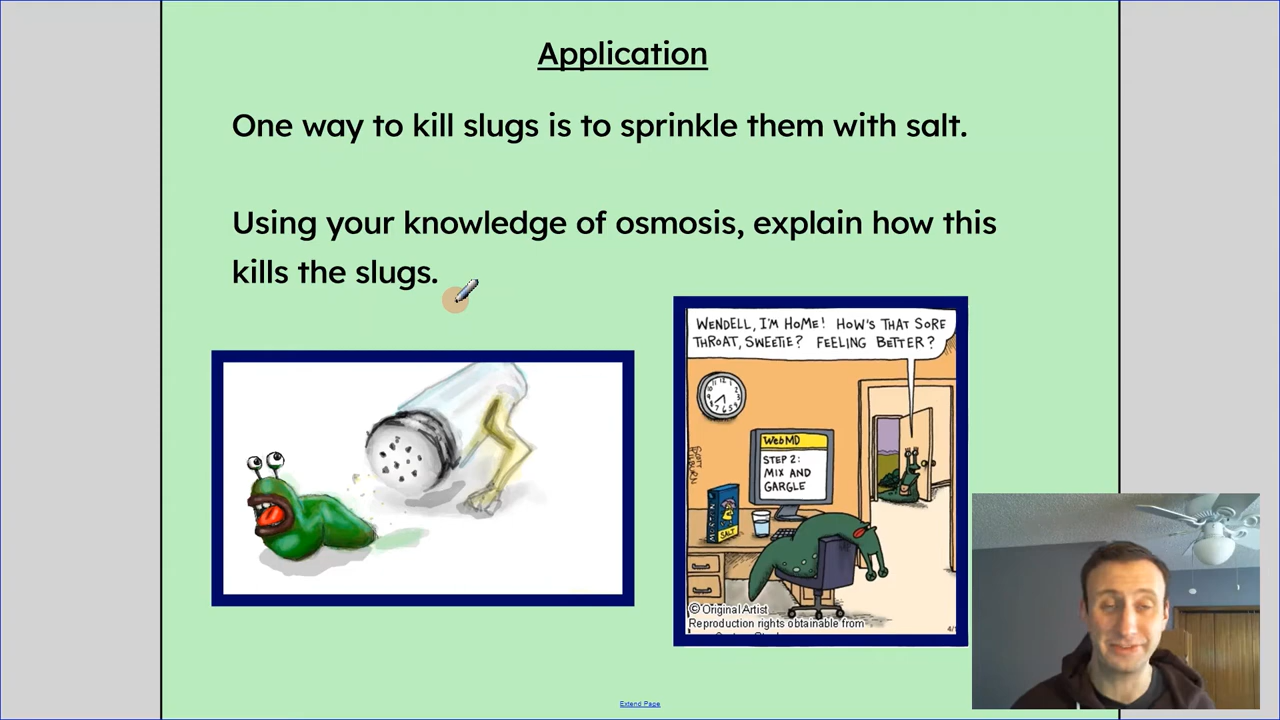 Application
One way to kill slugs is to sprinkle them with salt.
Using your knowledge of osmosis, explain how this
kills the slugs.
WENDELL, I'M HOME! HOW'S THAT SORE
THROAT, SWEETIE? FEELING BETTER?
12
WebMD
STEP 2:
MIX AND
GARGLE
SALT
© Original Artist
Reproduction rights obtainable from
Extend Page